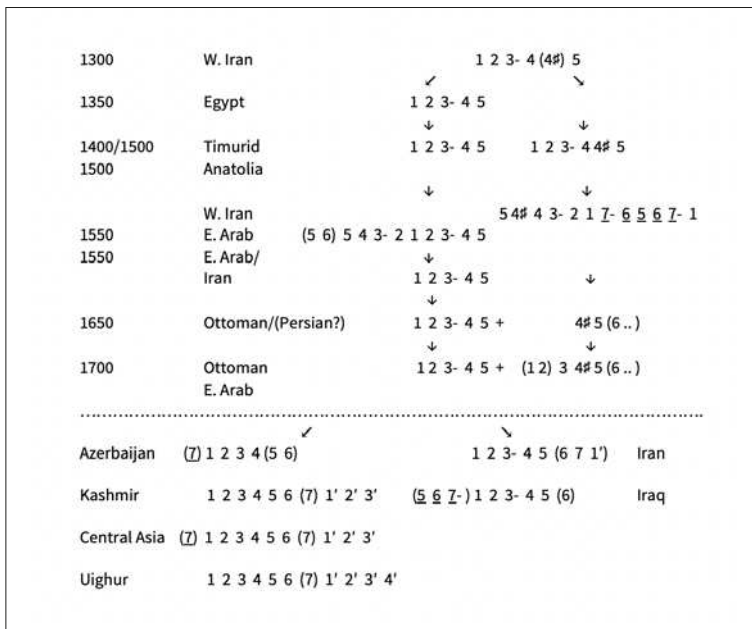 1300 W. Iran 1 2 3- 4 (4♯) 5
↙ ↘
1350 Egypt 1 2 3- 4 5
↓ ↓
1400/1500 Timurid 1 2 3- 4 5 1 2 3- 4 4♯ 5
1500 Anatolia
↓ ↓
W. Iran 5 4♯ 4 3- 2 1 7̲- 6̲ 5̲ 6̲ 7̲- 1
1550 E. Arab (5 6) 5 4 3- 2 1 2 3- 4 5
1550 E. Arab/ ↓
Iran 1 2 3- 4 5 ↓
↓
1650 Ottoman/(Persian?) 1 2 3- 4 5 + 4♯ 5 (6 ..)
↓ ↓
1700 Ottoman 1 2 3- 4 5 + (1 2) 3 4♯ 5 (6 ..)
E. Arab
↙ ↘
Azerbaijan (7̲) 1 2 3 4 (5 6) 1 2 3- 4 5 (6 7 1') Iran
Kashmir 1 2 3 4 5 6 (7) 1' 2' 3' (5̲ 6̲ 7̲-) 1 2 3- 4 5 (6) Iraq
Central Asia (7̲) 1 2 3 4 5 6 (7) 1' 2' 3'
Uighur 1 2 3 4 5 6 (7) 1' 2' 3' 4'